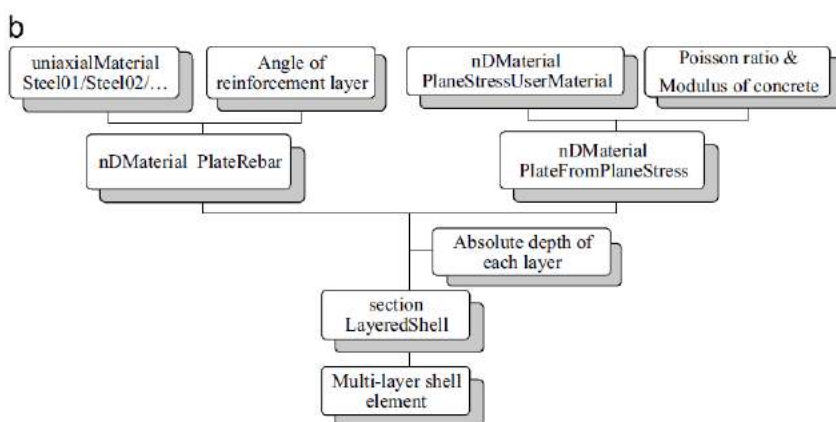 b
uniaxialMaterial
Steel01/Steel02/…
Angle of
reinforcement layer
nDMaterial
PlaneStressUserMaterial
Poisson ratio &
Modulus of concrete
nDMaterial PlateRebar
nDMaterial
PlateFromPlaneStress
Absolute depth of
each layer
section
LayeredShell
Multi-layer shell
element